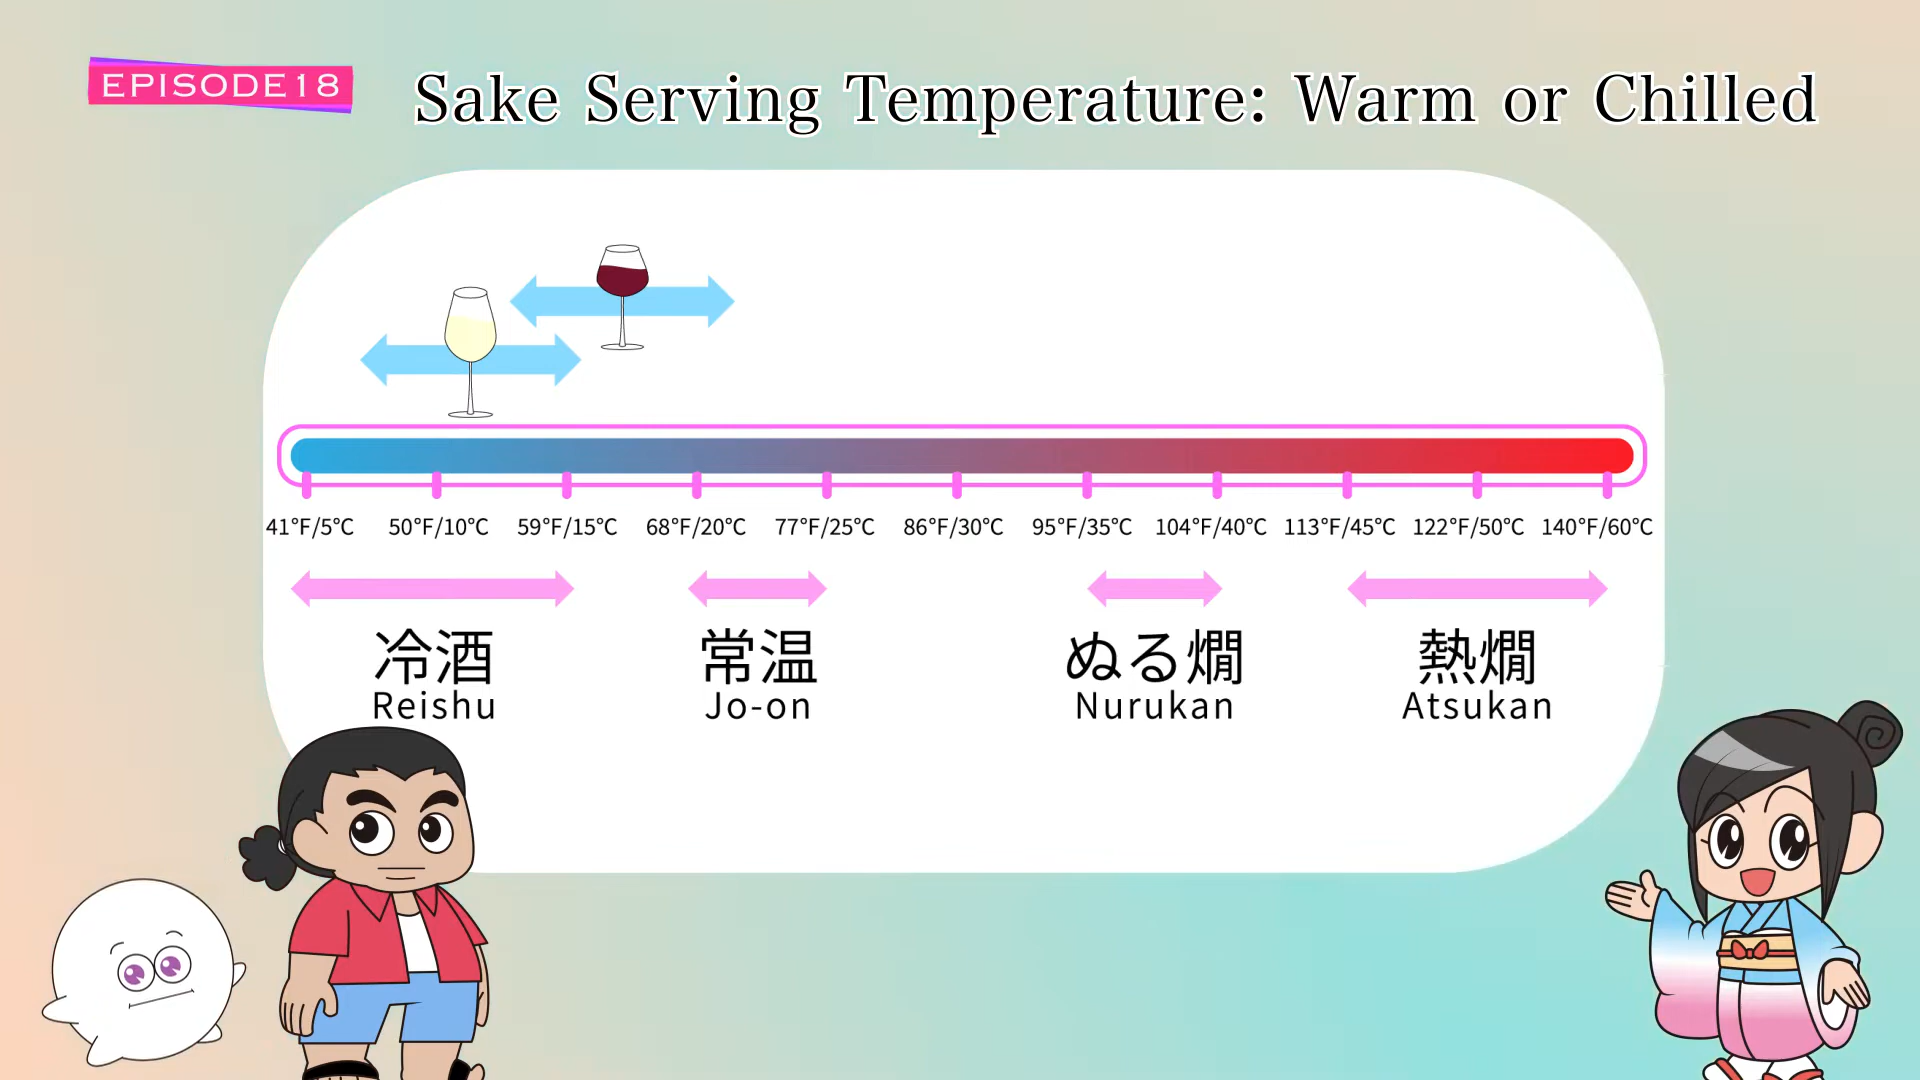 EPISODE18
Sake Serving Temperature: Warm or Chilled
41°F/5℃ 50°F/10℃ 59°F/15℃ 68°F/20℃ 77°F/25℃ 86°F/30℃ 95°F/35℃ 104°F/40℃ 113°F/45℃ 122°F/50℃ 140°F/60℃
冷酒 常温 ぬる燗 熱燗
Reishu Jo-on Nurukan Atsukan